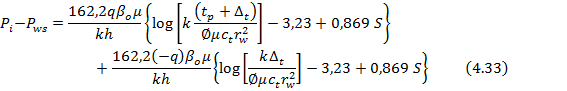 P_i−P_ws = 162,2qβ_oμ / kh {log [k (t_p + Δ_t) / Øμc_t r_w^2] − 3,23 + 0,869 S}
+ 162,2(−q)β_oμ / kh {log [kΔ_t / Øμc_t r_w^2] − 3,23 + 0,869 S} (4.33)